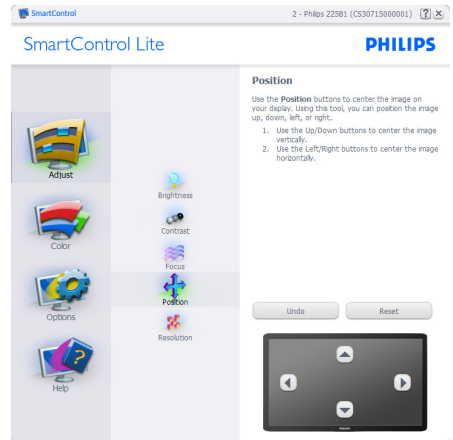 SmartControl
2 - Philips 225B1 (CS30715000001)
SmartControl Lite
PHILIPS
Adjust
Color
Options
Help
Brightness
Contrast
Focus
Position
Resolution
Position
Use the Position buttons to center the image on
your display. Using this tool, you can position the image
up, down, left, or right.
1. Use the Up/Down buttons to center the image
vertically.
2. Use the Left/Right buttons to center the image
horizontally.
Undo
Reset
PHILIPS